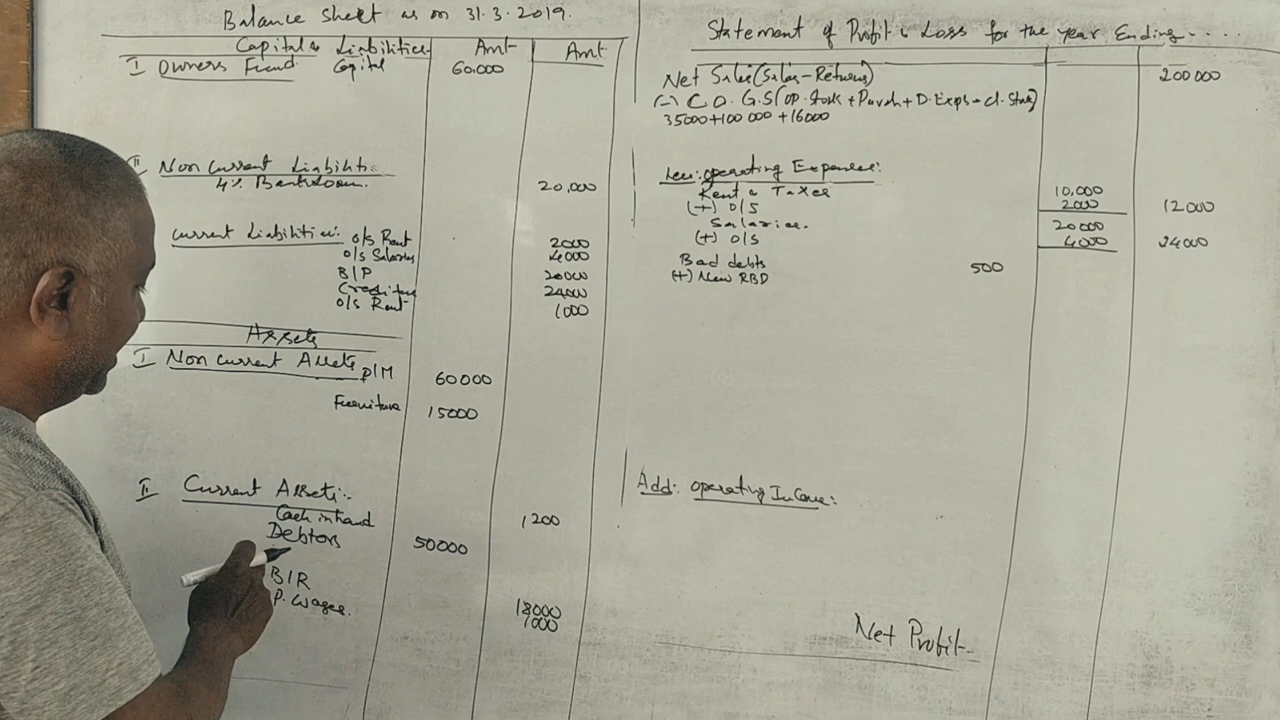 Balance Sheet as on 31.3.2019.
Capital & Liabilities Amt Amt
I Owners Fund Capital 60,000
II Non Current Liabiliti
4% Bankloan. 20,000
Current Liabilities: o/s Rent 2000
o/s Salaries 4000
B/P 20000
Creditors 24,000
o/s Rent 1000
Assets
I Non Current Assets P/M 60000
Furniture 15000
II Current Assets:-
Cash in hand 1200
Debtors 50000
B/R 18000
P. Wages. 1000
Statement of Profit & Loss for the year Ending....
Net Sales (Sales-Returns) 200000
(-) C.O.G.S (OP. Stock + Purch + D. Exps - Cl. Stock)
35000+100000+16000
Less: operating Expenses:
Rent & Taxes 10,000
(+) O/S 2000 12000
Salaries. 20000
(+) O/S 4000 24000
Bad debts 500
(+) New RBD
Add: operating Income:
Net Profit..